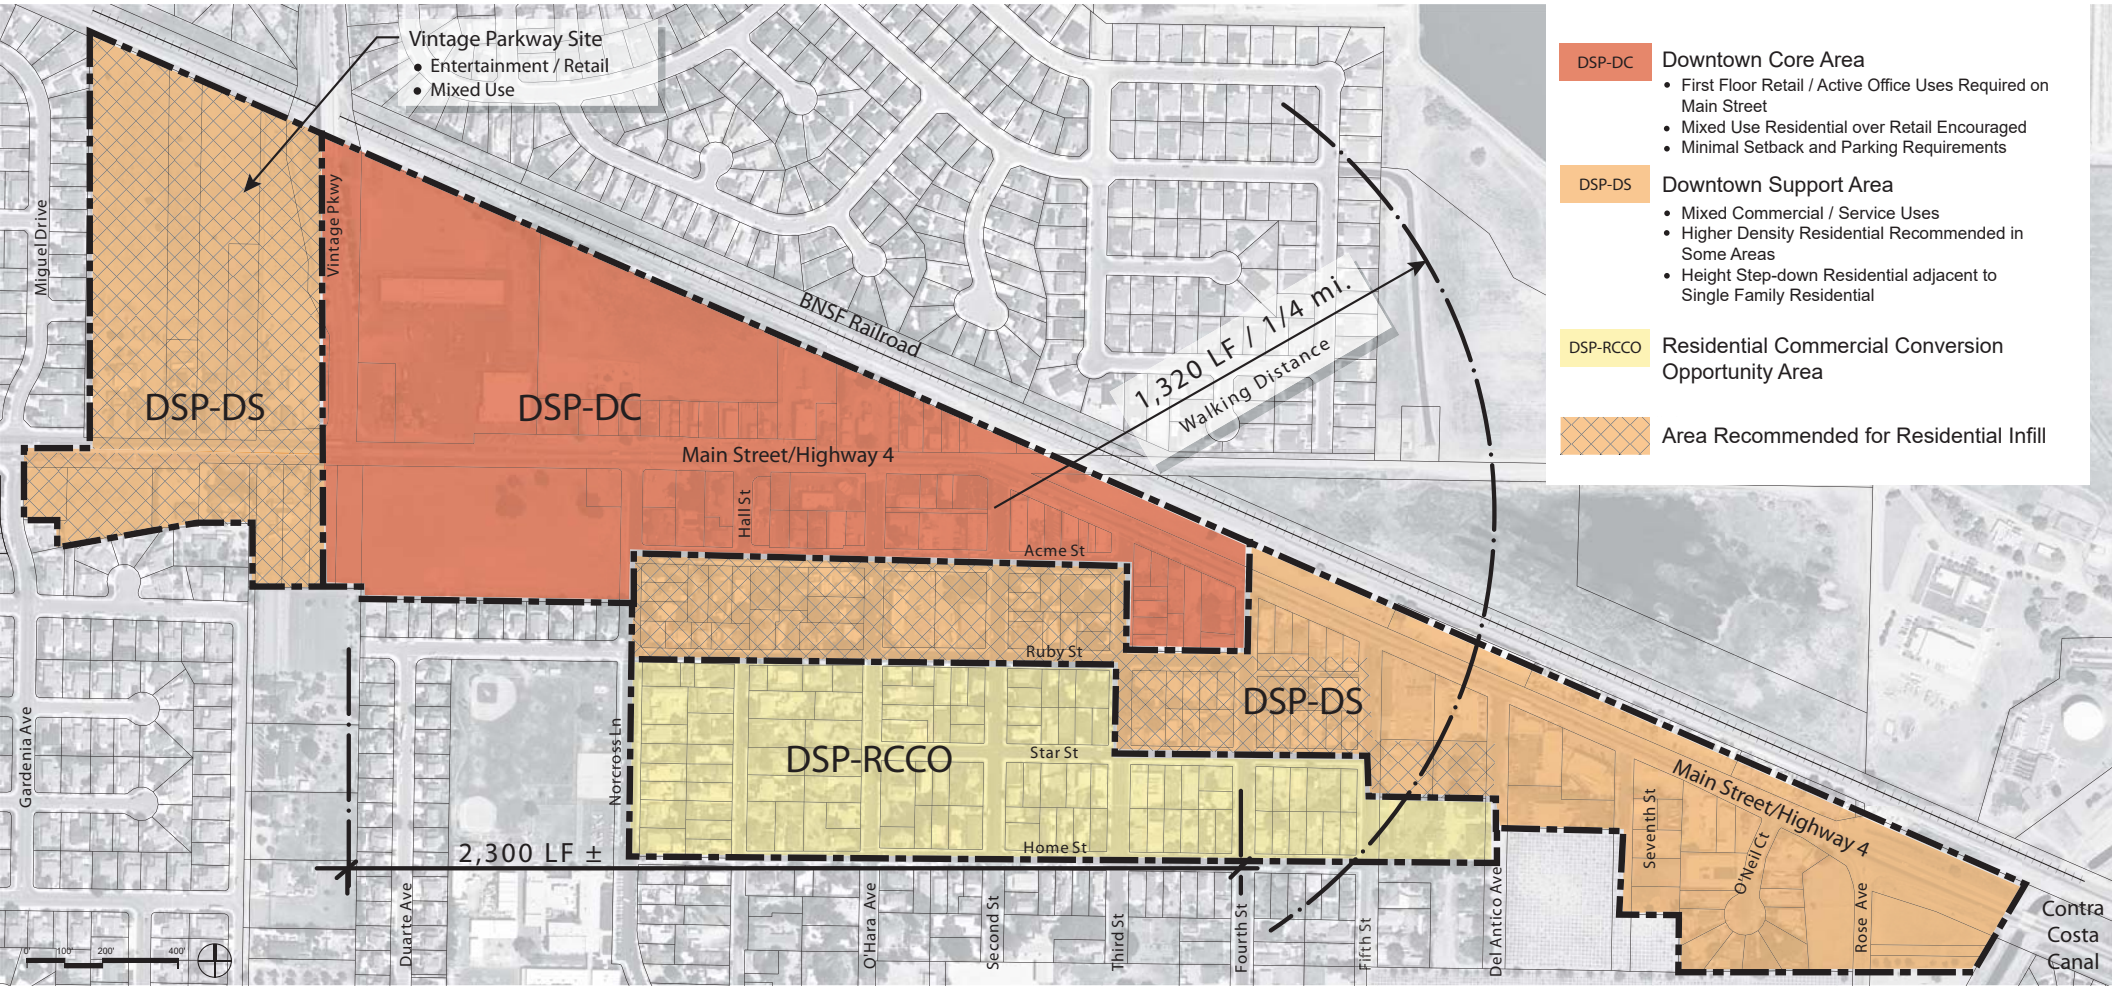 Vintage Parkway Site
• Entertainment / Retail
• Mixed Use
DSP-DC
Downtown Core Area
• First Floor Retail / Active Office Uses Required on
Main Street
• Mixed Use Residential over Retail Encouraged
• Minimal Setback and Parking Requirements
DSP-DS
Downtown Support Area
• Mixed Commercial / Service Uses
• Higher Density Residential Recommended in
Some Areas
• Height Step-down Residential adjacent to
Single Family Residential
DSP-RCCO
Residential Commercial Conversion
Opportunity Area
Area Recommended for Residential Infill
Miguel Drive
Vintage Pkwy
BNSF Railroad
1,320 LF / 1/4 mi.
Walking Distance
DSP-DS
DSP-DC
Main Street/Highway 4
Hall St
Acme St
Ruby St
DSP-DS
Gardenia Ave
Norcross Ln
DSP-RCCO
Star St
Main Street/Highway 4
Seventh St
O'Neil Ct
Rose Ave
Home St
2,300 LF ±
Duarte Ave
O'Hara Ave
Second St
Third St
Fourth St
Fifth St
Del Antico Ave
Contra
Costa
Canal
0' 100' 200' 400'